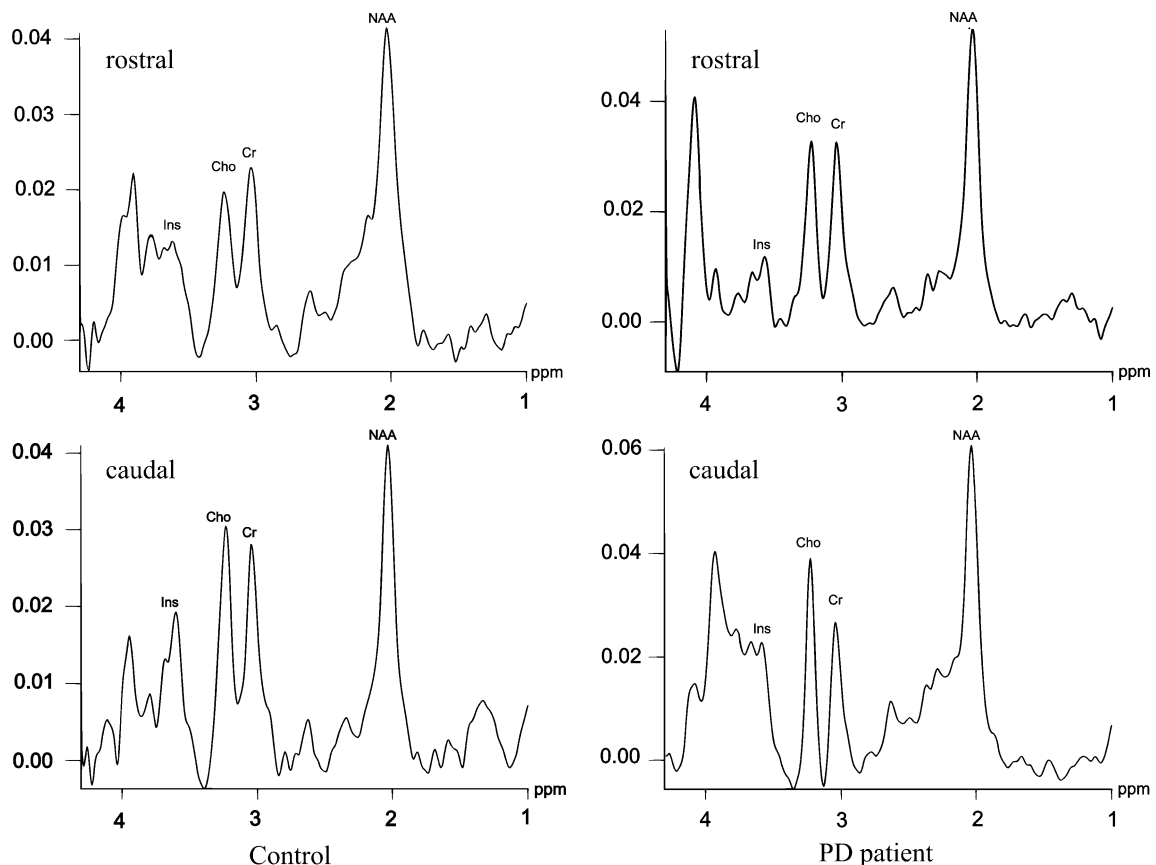 NAA
0.04
rostral
0.03
Cho
Cr
0.02
Ins
0.01
0.00
ppm
4
3
2
1
NAA
rostral
0.04
Cho
Cr
0.02
Ins
0.00
ppm
4
3
2
1
NAA
0.04
caudal
Cho
0.03
Cr
Ins
0.02
0.01
0.00
ppm
4
3
2
1
Control
NAA
0.06
caudal
Cho
0.04
Cr
Ins
0.02
0.00
ppm
4
3
2
1
PD patient